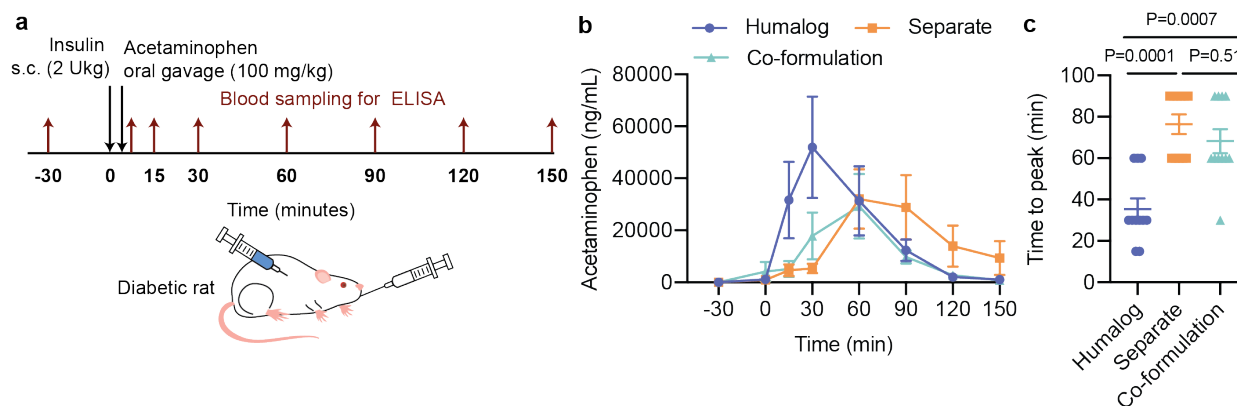 a
Insulin
s.c. (2 Ukg)
Acetaminophen
oral gavage (100 mg/kg)
Blood sampling for ELISA
-30 0 15 30 60 90 120 150
Time (minutes)
Diabetic rat
b
Humalog
Separate
Co-formulation
Acetaminophen (ng/mL)
80000
60000
40000
20000
0
-30 0 30 60 90 120 150
Time (min)
c
P=0.0007
P=0.0001 P=0.51
Time to peak (min)
100
80
60
40
20
0
Humalog
Separate
Co-formulation